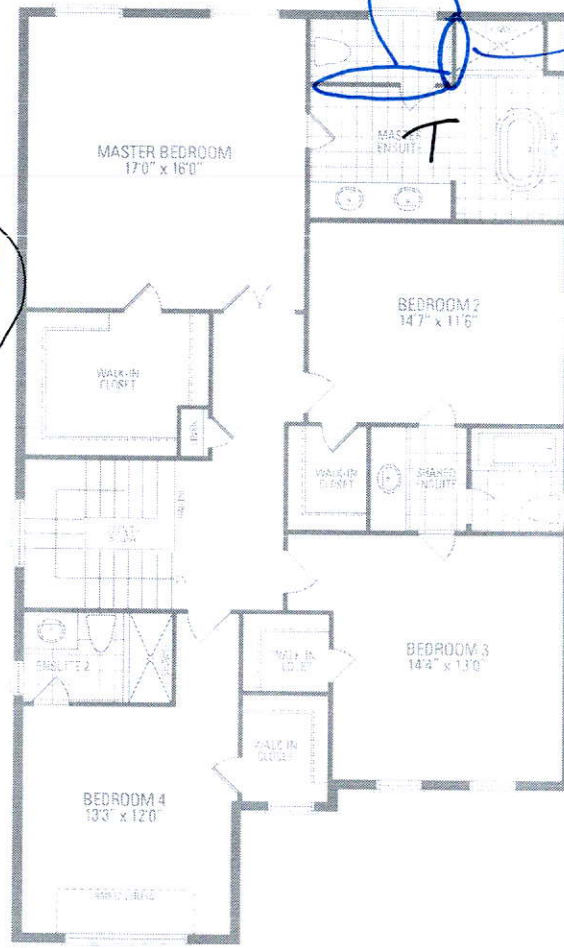 MASTER BEDROOM
17'0" x 16'0"
MASTER
ENSUITE
T
BEDROOM 2
14'7" x 11'6"
WALK-IN
CLOSET
WALK-IN
CLOSET
SHARED
ENSUITE
BEDROOM 3
14'4" x 13'0"
ENSUITE 2
WALK IN
CLOSET
WALK IN
CLOSET
BEDROOM 4
13'3" x 12'0"